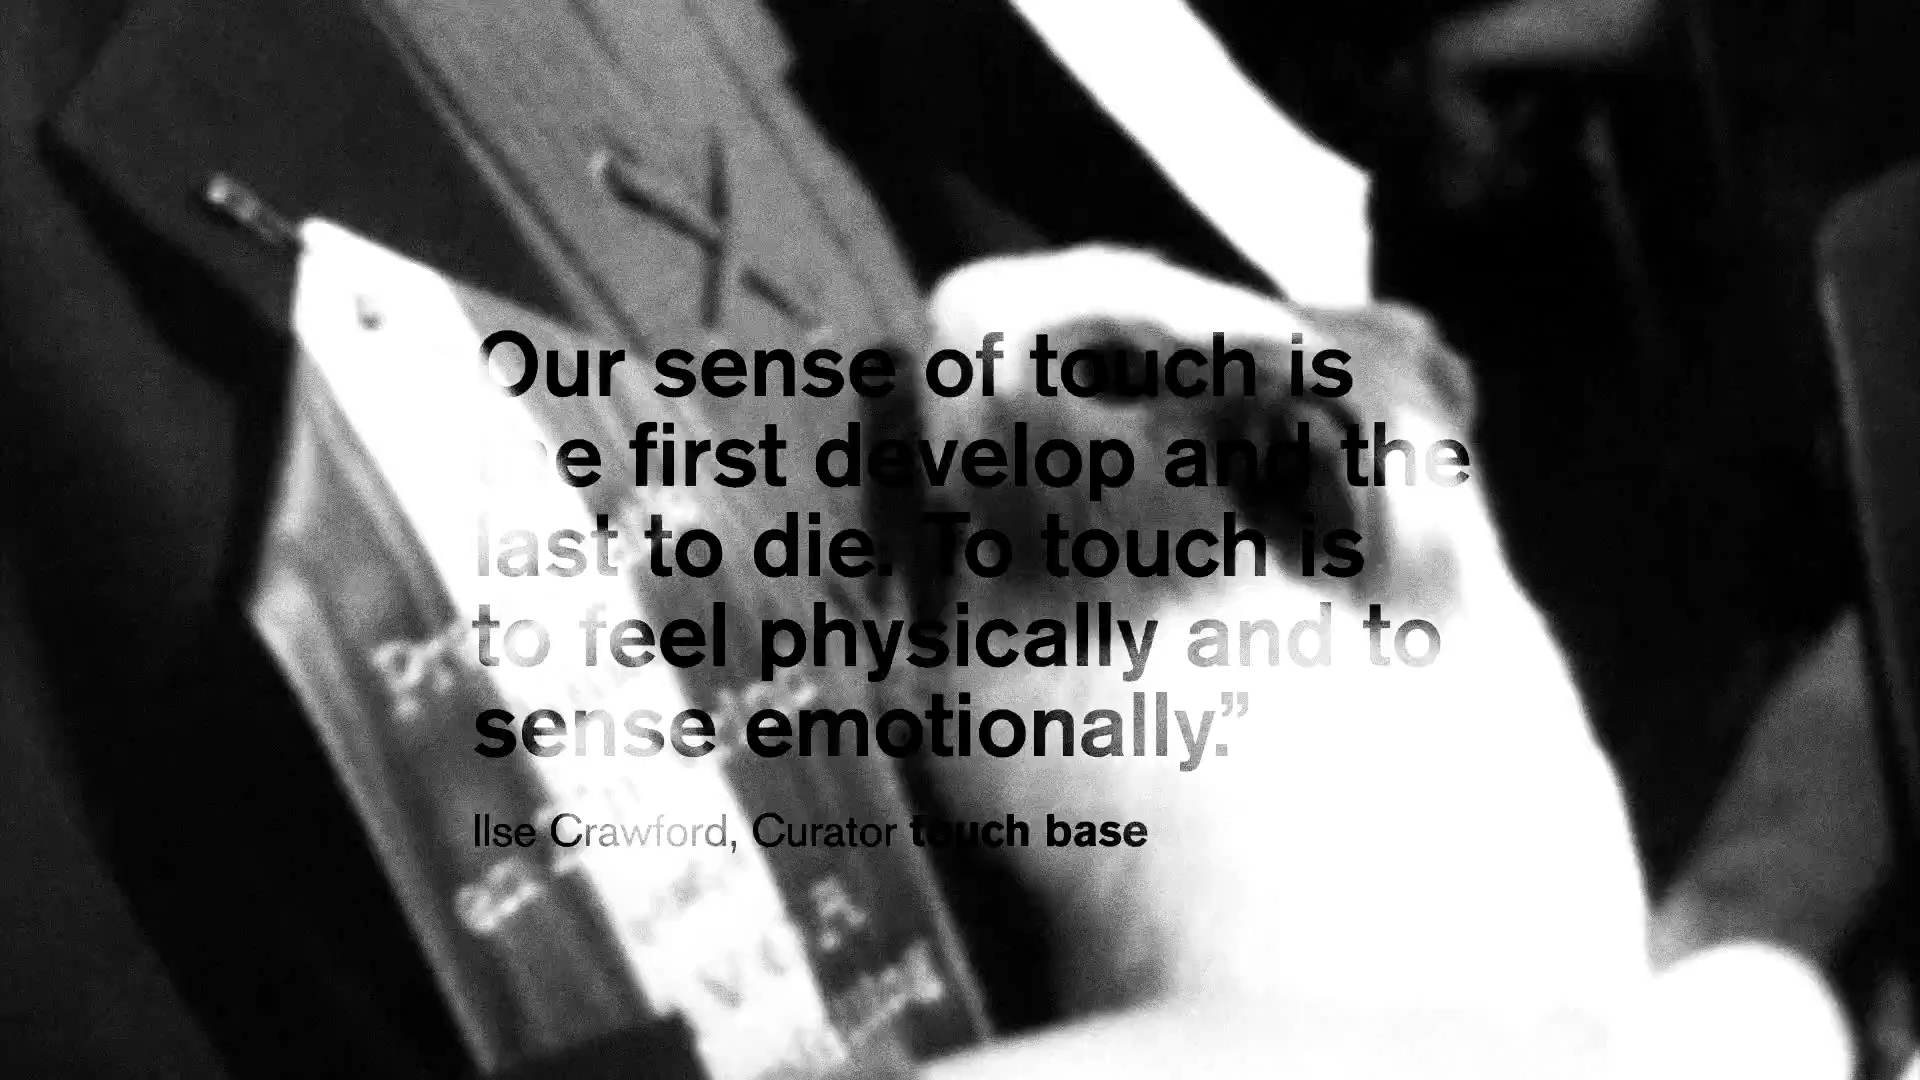 Our sense of touch is
the first develop and the
last to die. To touch is
to feel physically and to
sense emotionally.”
Ilse Crawford, Curator touch base